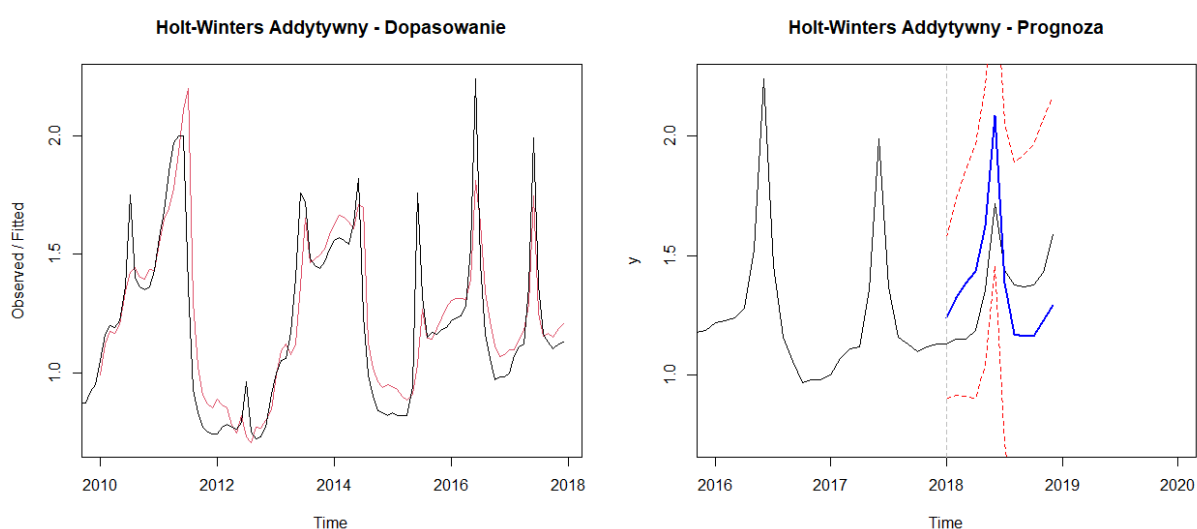 Holt-Winters Addytywny - Dopasowanie
Observed / Fitted
2.0
1.5
1.0
2010 2012 2014 2016 2018
Time
Holt-Winters Addytywny - Prognoza
y
2.0
1.5
1.0
2016 2017 2018 2019 2020
Time